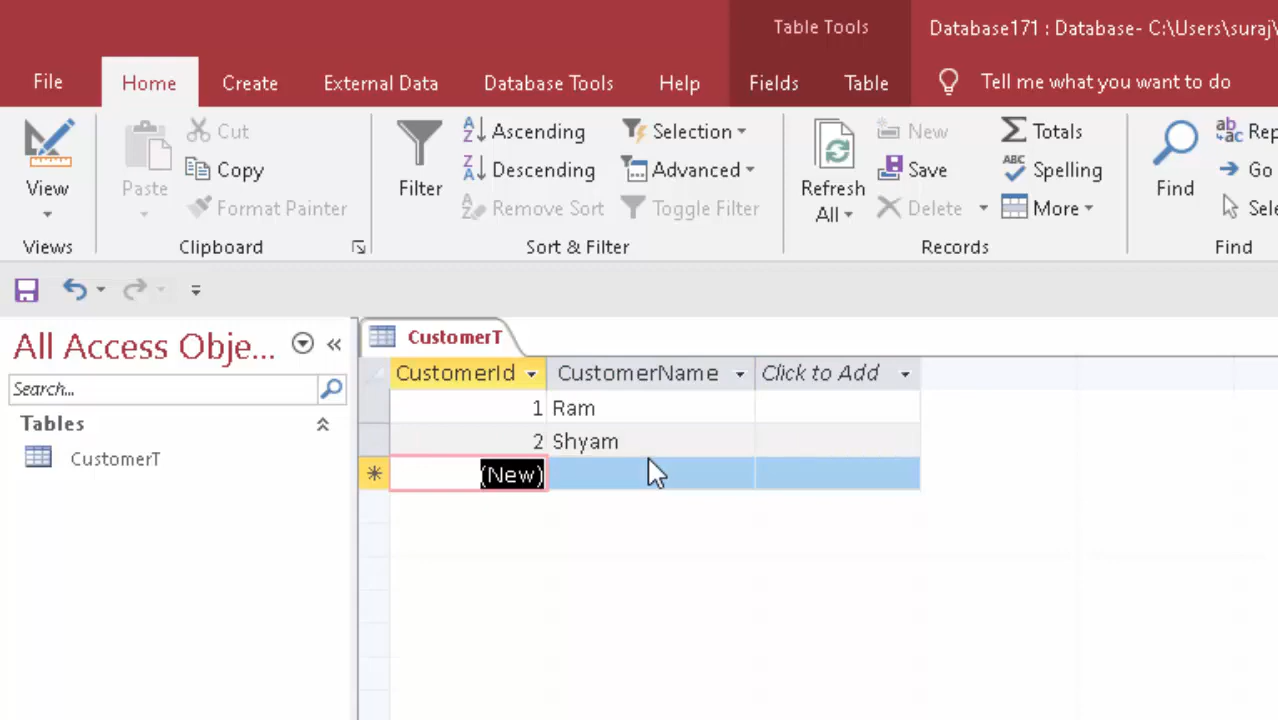 Table Tools
Database171 : Database- C:\Users\suraj\
File Home Create External Data Database Tools Help Fields Table Tell me what you want to do
View
Views
Paste
Cut
Copy
Format Painter
Clipboard
Filter
Ascending
Descending
Remove Sort
Selection
Advanced
Toggle Filter
Sort & Filter
Refresh
All
New
Save
Delete
Totals
Spelling
More
Records
Find
Rep
Go
Sele
Find
All Access Obje...
Search...
Tables
CustomerT
CustomerT
CustomerId CustomerName Click to Add
1 Ram
2 Shyam
(New)